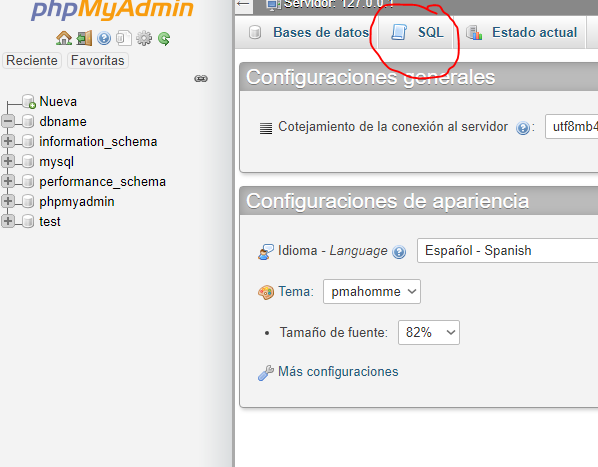 phpMyAdmin
Reciente Favoritas
Nueva
dbname
information_schema
mysql
performance_schema
phpmyadmin
test
Servidor: 127.0.0.1
Bases de datos SQL Estado actual
Configuraciones generales
Cotejamiento de la conexión al servidor : utf8mb4
Configuraciones de apariencia
Idioma - Language Español - Spanish
Tema: pmahomme
• Tamaño de fuente: 82%
Más configuraciones